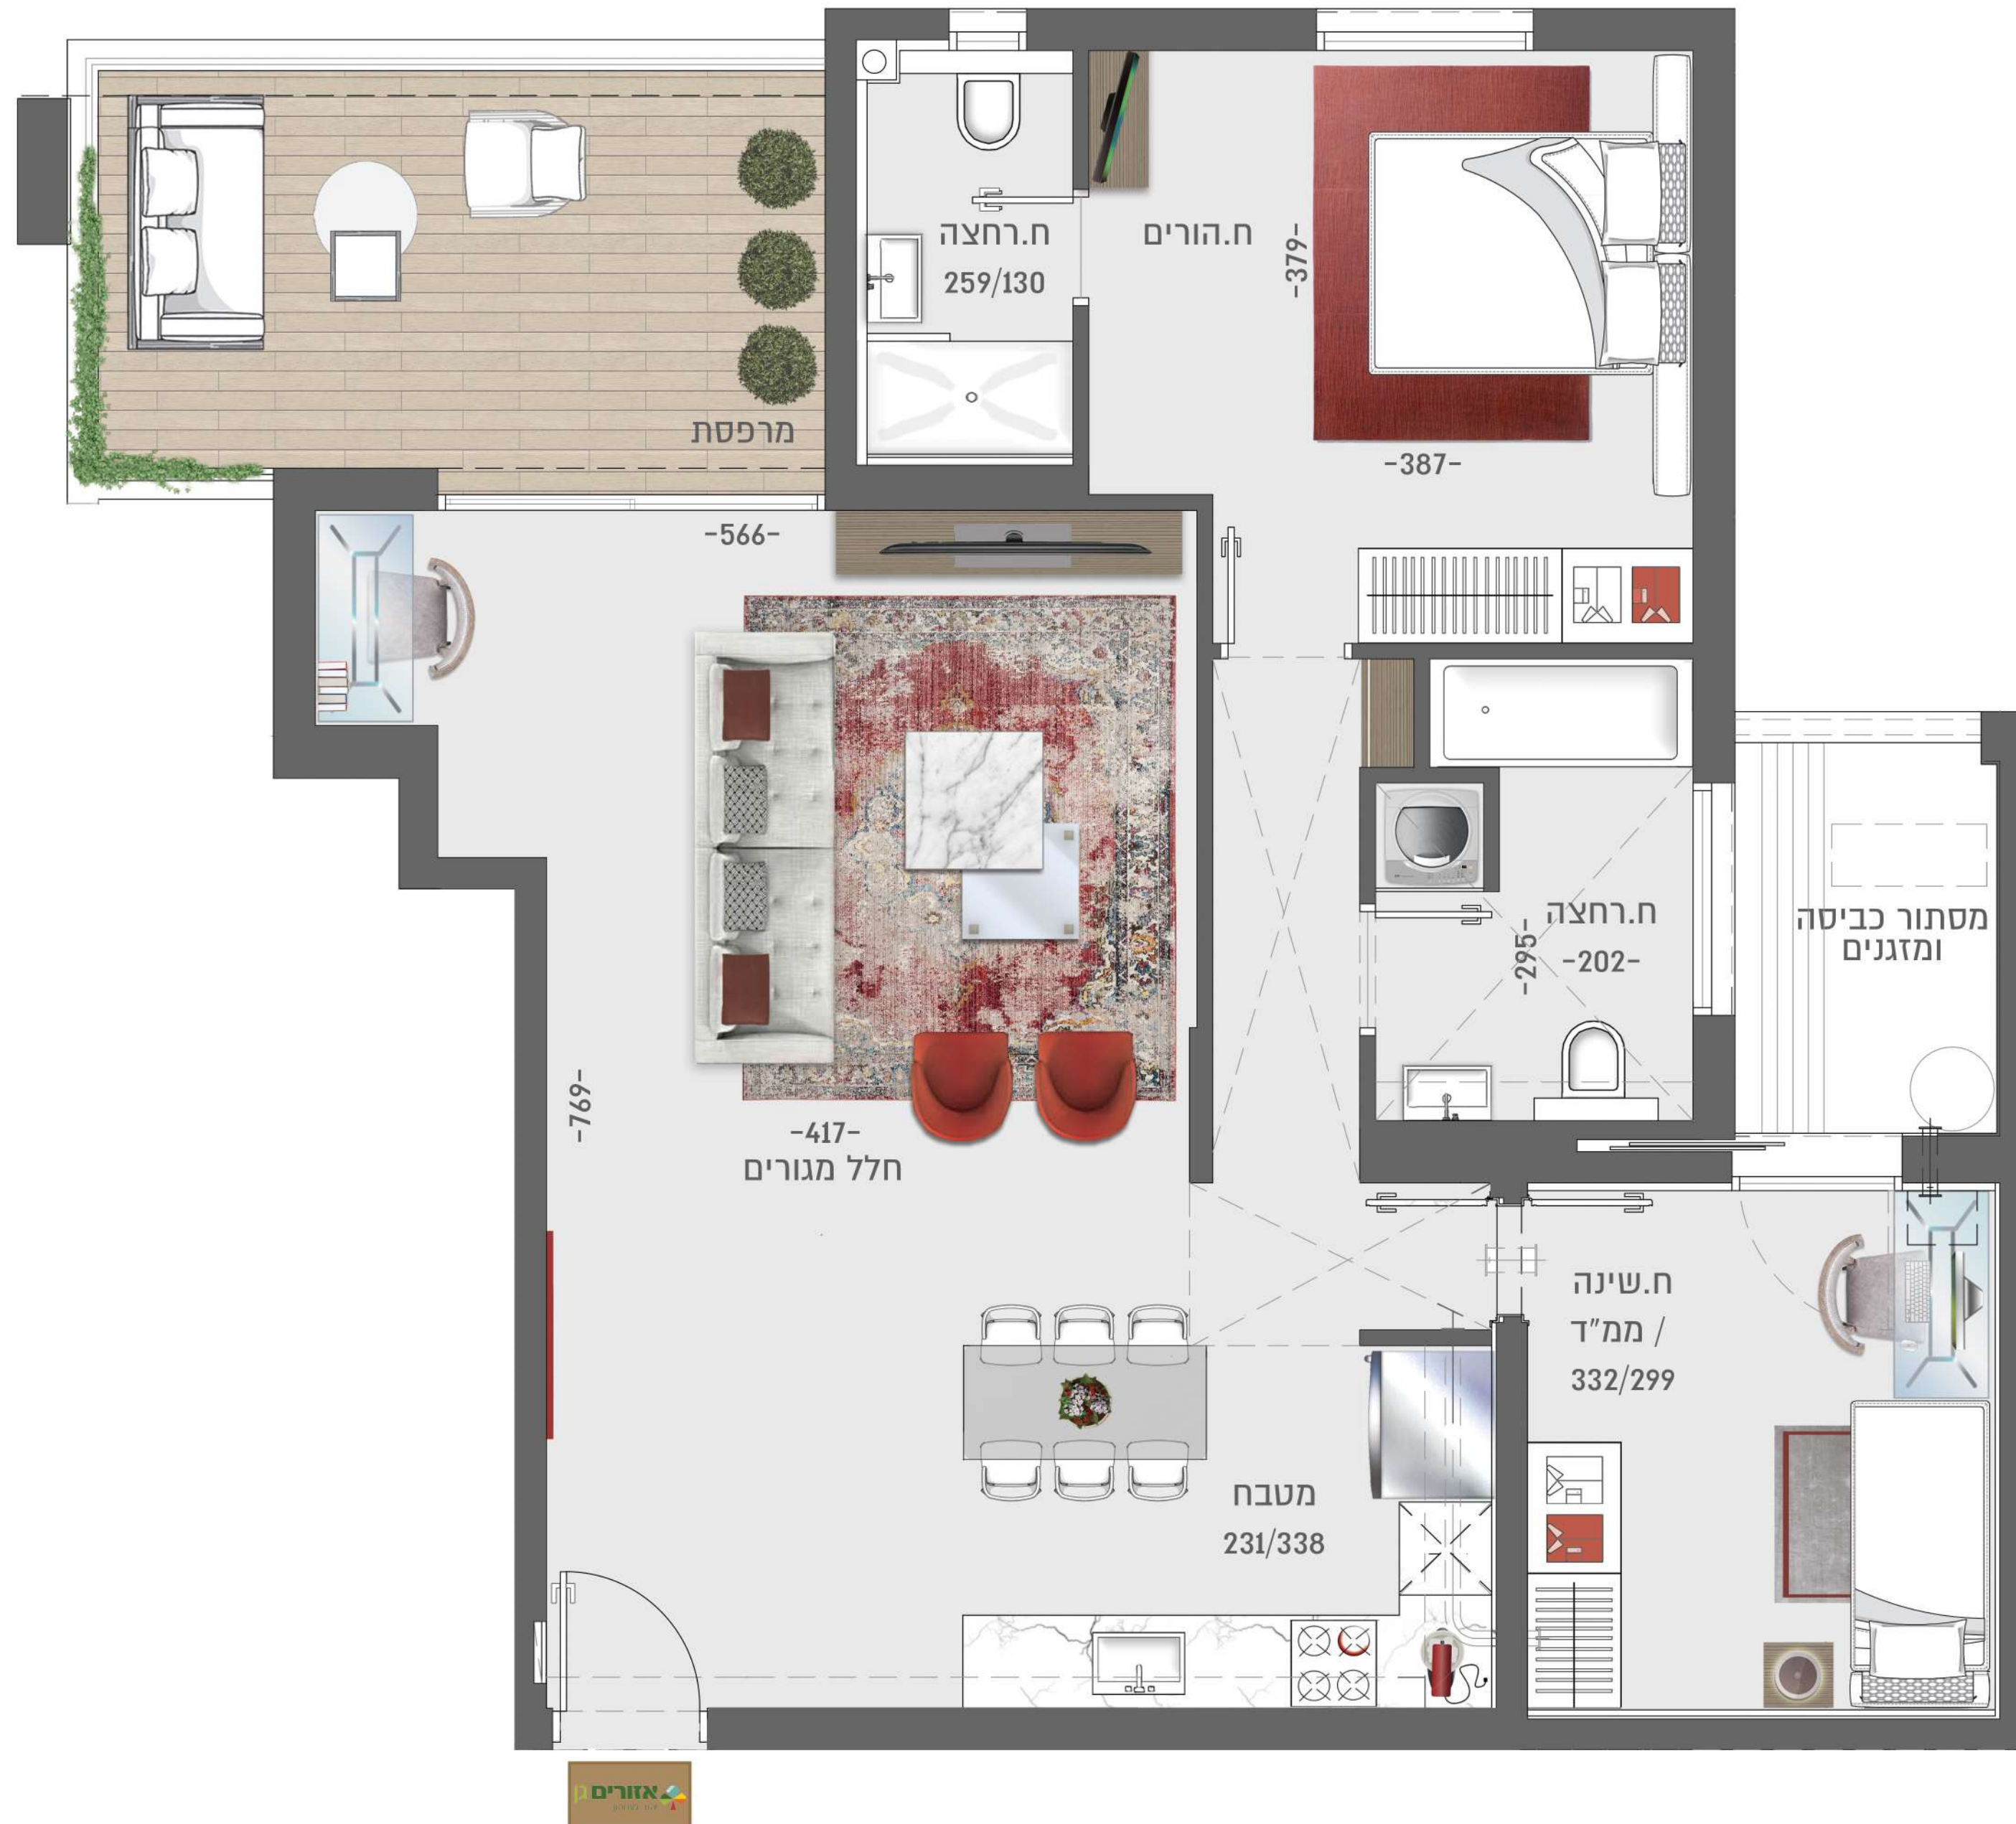 ח.רחצה
259/130
ח.הורים
-379-
-387-
מרפסת
-566-
ח.רחצה
-202-
-295-
מסתור כביסה
ומזגנים
-769-
-417-
חלל מגורים
ח.שינה
/ ממ"ד
332/299
מטבח
231/338
אזורים גן